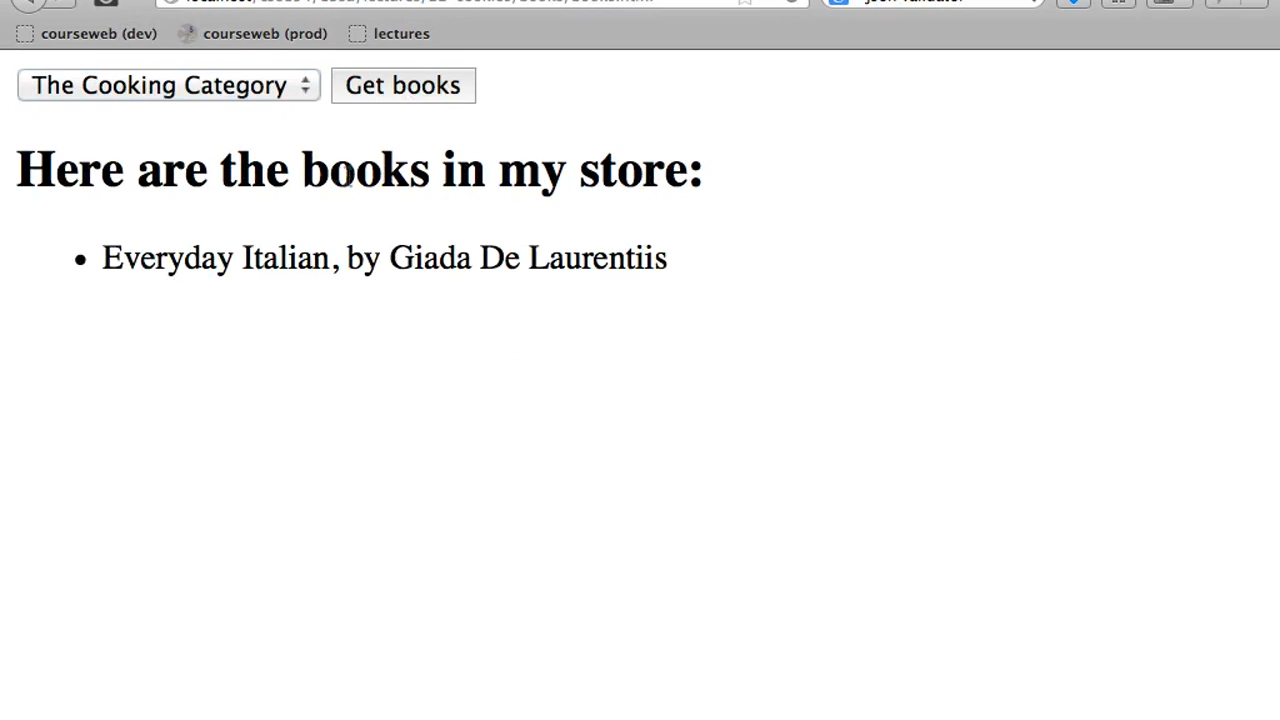 courseweb (dev) courseweb (prod) lectures
The Cooking Category Get books
Here are the books in my store:
• Everyday Italian, by Giada De Laurentiis